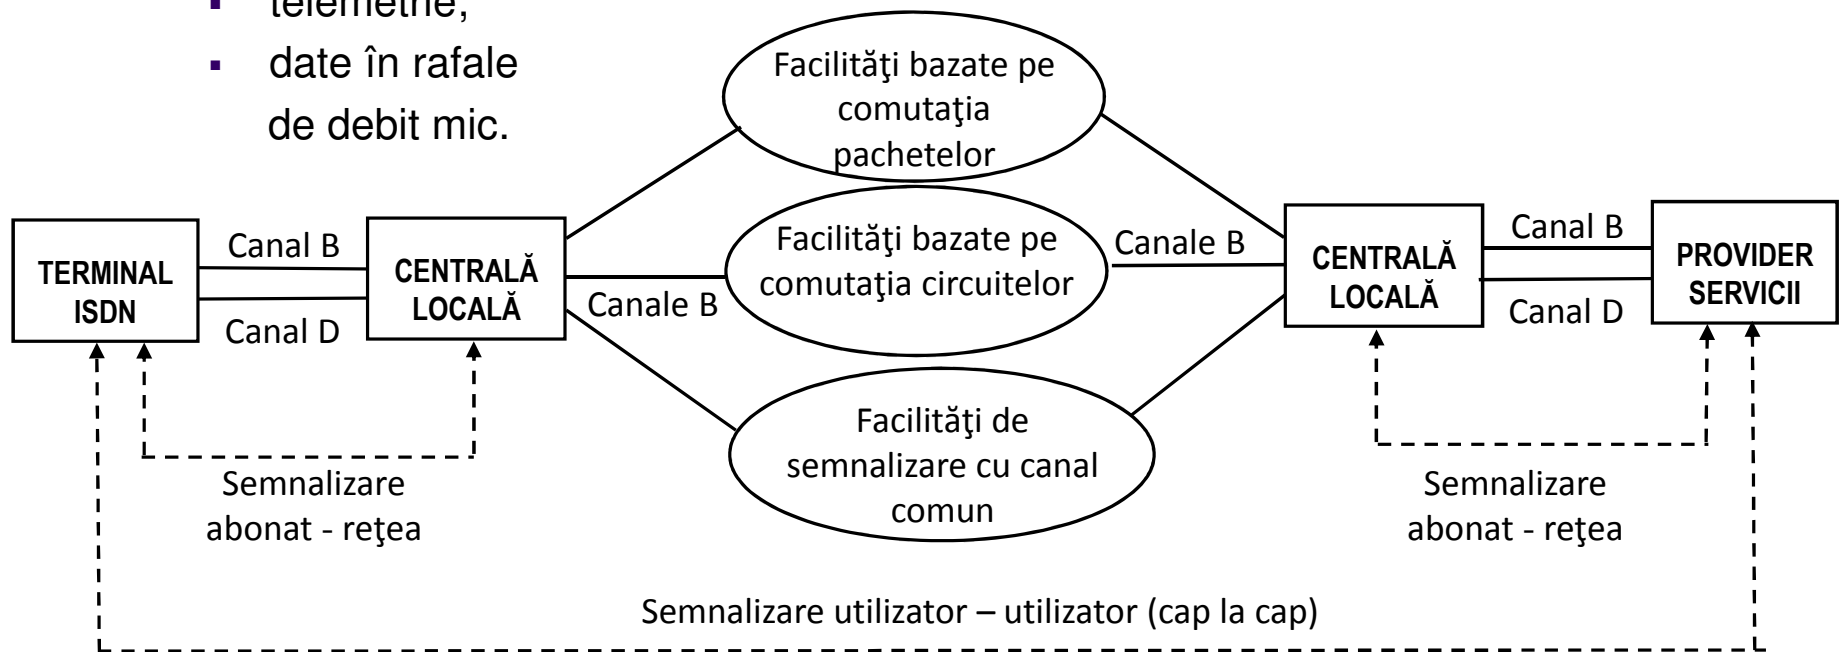 ▪ telemetrie;
▪ date în rafale
de debit mic.
Facilităţi bazate pe
comutaţia
pachetelor
TERMINAL
ISDN
Canal B
Canal D
CENTRALĂ
LOCALĂ
Canale B
Facilităţi bazate pe
comutaţia circuitelor
Canale B
CENTRALĂ
LOCALĂ
Canal B
Canal D
PROVIDER
SERVICII
Facilităţi de
semnalizare cu canal
comun
Semnalizare
abonat - reţea
Semnalizare
abonat - reţea
Semnalizare utilizator – utilizator (cap la cap)